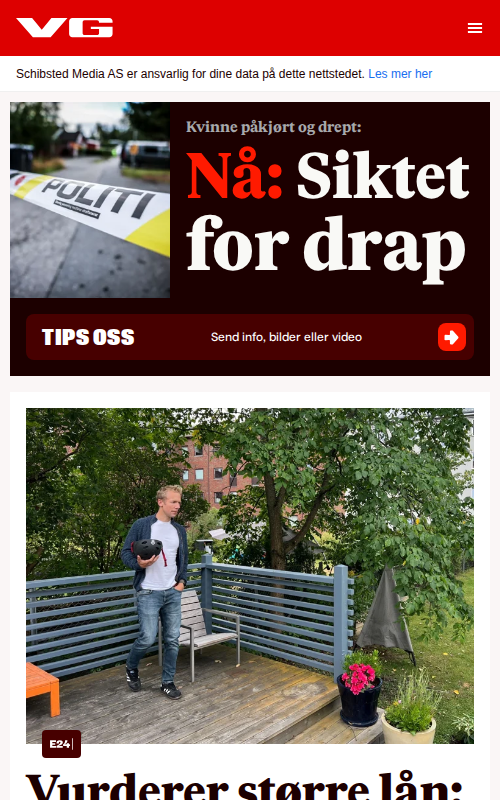 VG
Schibsted Media AS er ansvarlig for dine data på dette nettstedet. Les mer her
Kvinne påkjørt og drept:
Nå: Siktet
for drap
POLITI
TIPS OSS
Send info, bilder eller video
E24
Vurderer større lån: